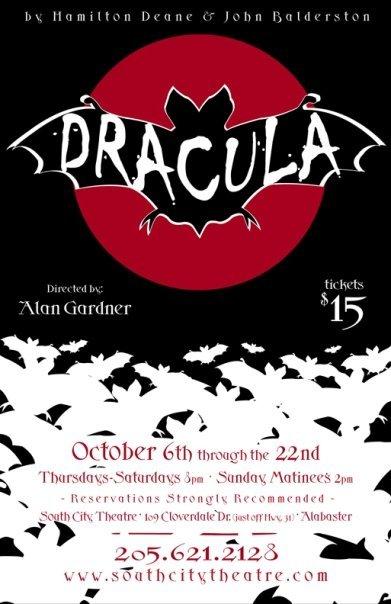 by Hamilton Deane & John Balderston
DRACULA
Directed by:
Alan Gardner
tickets
$15
October 6th through the 22nd
Thursdays-Saturdays 8pm · Sunday Matinees 2pm
- Reservations Strongly Recommended -
South City Theatre · 109 Cloverdale Dr. (just off Hwy. 31) · Alabaster
205.621.2128
www.southcitytheatre.com